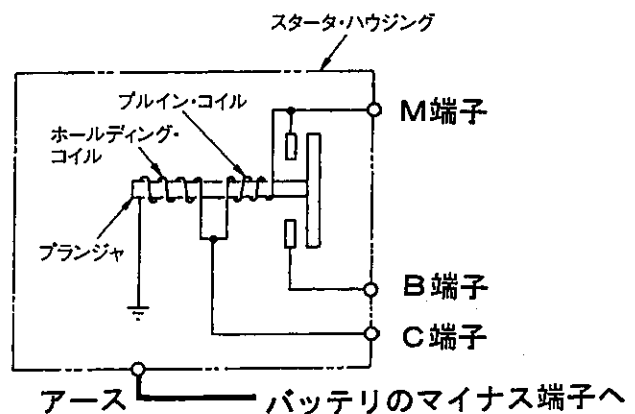 スタータ・ハウジング
プルイン・コイル
ホールディング・
コイル
プランジャ
M端子
B端子
C端子
アース
バッテリのマイナス端子へ